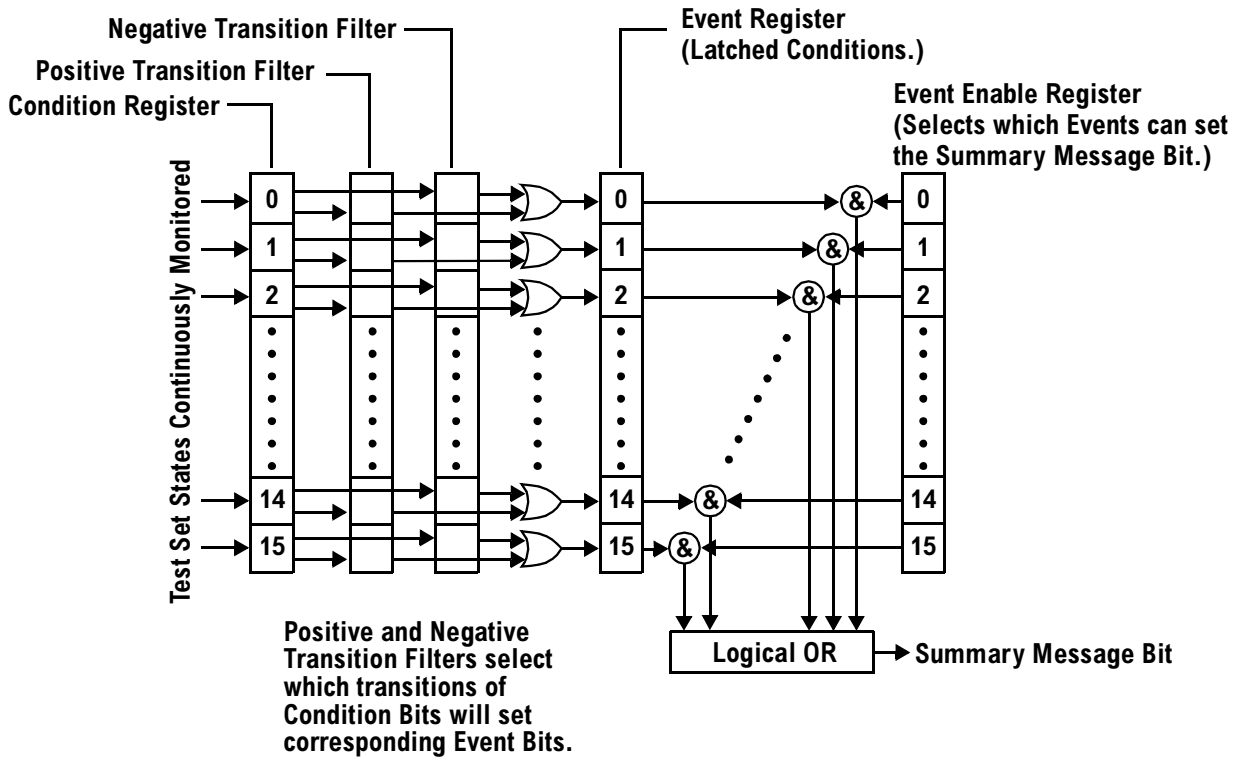 Negative Transition Filter
Positive Transition Filter
Condition Register
Event Register
(Latched Conditions.)
Event Enable Register
(Selects which Events can set
the Summary Message Bit.)
Test Set States Continuously Monitored
0 0 & 0
1 1 & 1
2 2 & 2
14 14 & 14
15 15 & 15
Positive and Negative
Transition Filters select
which transitions of
Condition Bits will set
corresponding Event Bits.
Logical OR
Summary Message Bit